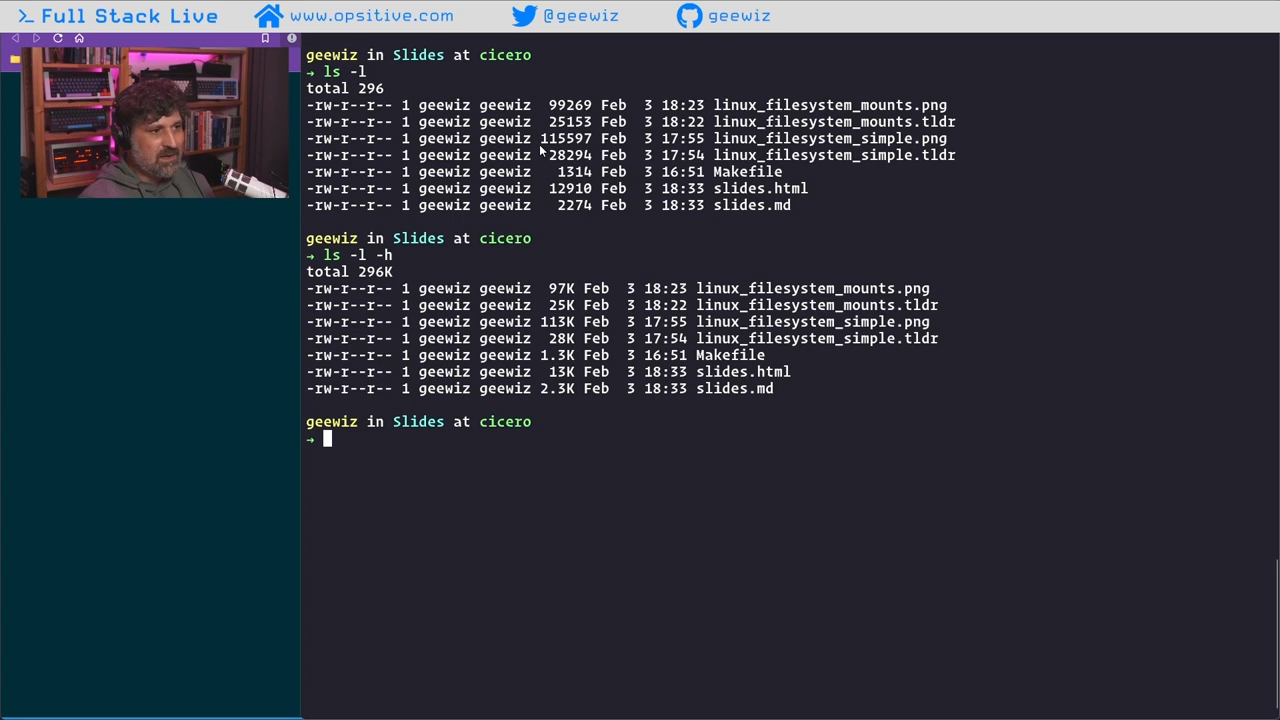 >_ Full Stack Live
www.opsitive.com
@geewiz
geewiz
geewiz in Slides at cicero
→ ls -l
total 296
-rw-r--r-- 1 geewiz geewiz  99269 Feb  3 18:23 linux_filesystem_mounts.png
-rw-r--r-- 1 geewiz geewiz  25153 Feb  3 18:22 linux_filesystem_mounts.tldr
-rw-r--r-- 1 geewiz geewiz 115597 Feb  3 17:55 linux_filesystem_simple.png
-rw-r--r-- 1 geewiz geewiz  28294 Feb  3 17:54 linux_filesystem_simple.tldr
-rw-r--r-- 1 geewiz geewiz   1314 Feb  3 16:51 Makefile
-rw-r--r-- 1 geewiz geewiz  12910 Feb  3 18:33 slides.html
-rw-r--r-- 1 geewiz geewiz   2274 Feb  3 18:33 slides.md
geewiz in Slides at cicero
→ ls -l -h
total 296K
-rw-r--r-- 1 geewiz geewiz  97K Feb  3 18:23 linux_filesystem_mounts.png
-rw-r--r-- 1 geewiz geewiz  25K Feb  3 18:22 linux_filesystem_mounts.tldr
-rw-r--r-- 1 geewiz geewiz 113K Feb  3 17:55 linux_filesystem_simple.png
-rw-r--r-- 1 geewiz geewiz  28K Feb  3 17:54 linux_filesystem_simple.tldr
-rw-r--r-- 1 geewiz geewiz 1.3K Feb  3 16:51 Makefile
-rw-r--r-- 1 geewiz geewiz  13K Feb  3 18:33 slides.html
-rw-r--r-- 1 geewiz geewiz 2.3K Feb  3 18:33 slides.md
geewiz in Slides at cicero
→